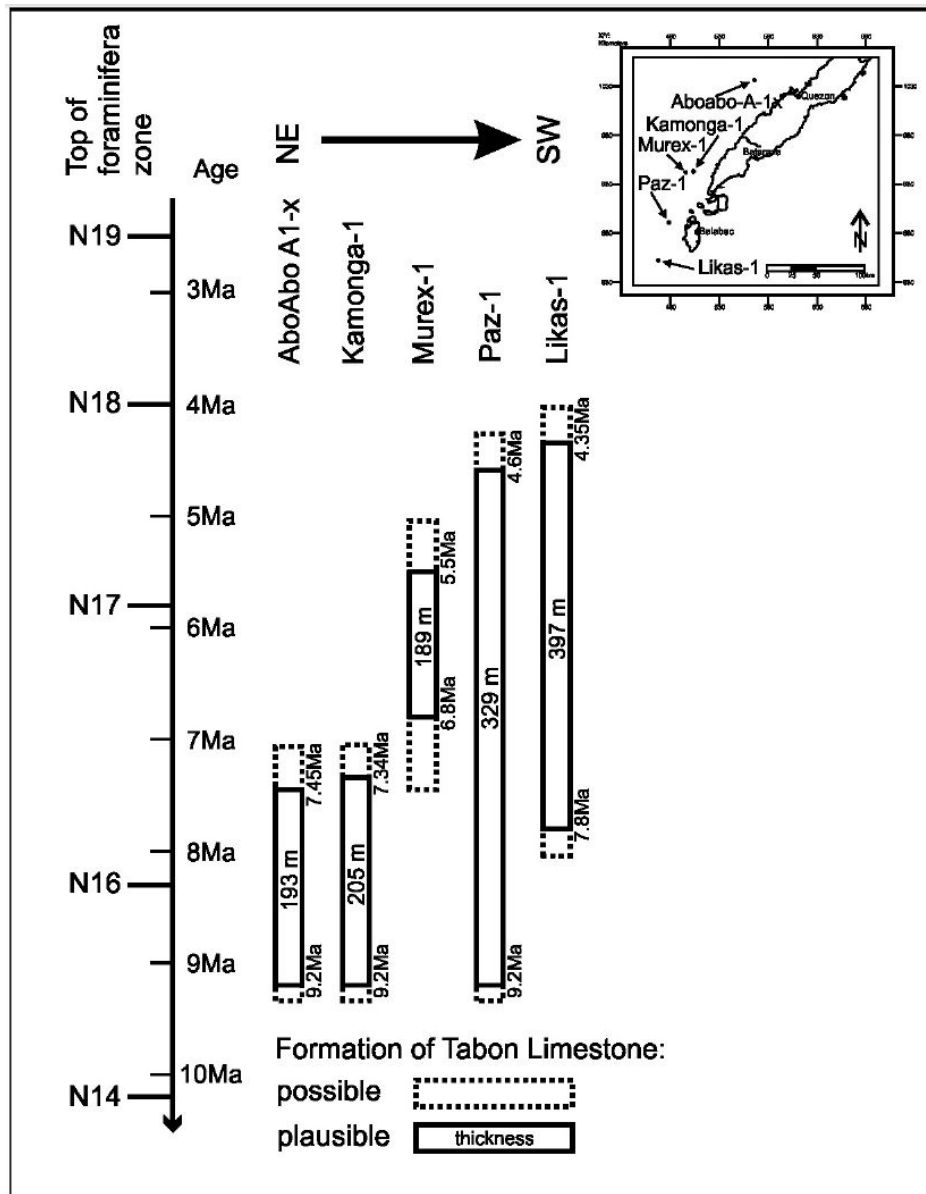 Top of
foraminifera
zone
Age
NE
SW
AboAbo A1-x
Kamonga-1
Murex-1
Paz-1
Likas-1
N19
3Ma
N18
4Ma
5Ma
N17
6Ma
7Ma
8Ma
N16
9Ma
10Ma
N14
193 m
7.45Ma
9.2Ma
205 m
7.34Ma
9.2Ma
189 m
5.5Ma
6.8Ma
329 m
4.6Ma
9.2Ma
397 m
4.35Ma
7.8Ma
Aboabo-A-1x
Quezon
Kamonga-1
Murex-1
Paz-1
Balabac
Likas-1
N
Formation of Tabon Limestone:
possible
plausible
thickness